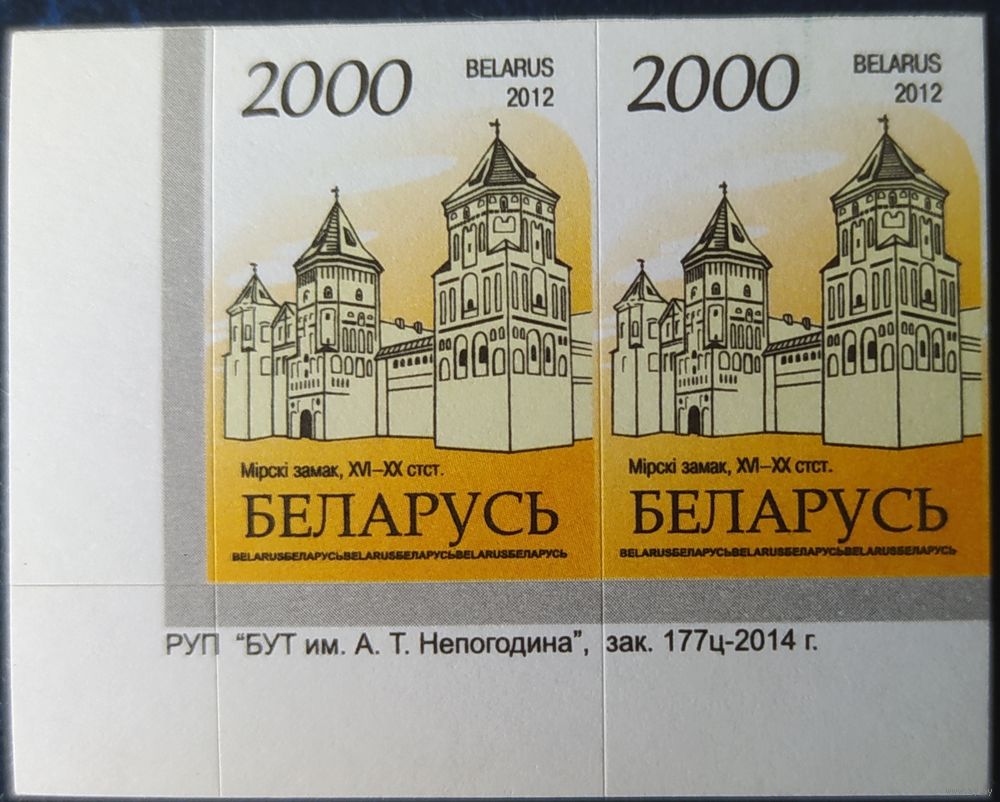 2000 BELARUS
2012
Мірскі замак, XVI–XX стст.
БЕЛАРУСЬ
BELARUSБЕЛАРУСЬBELARUSБЕЛАРУСЬBELARUSБЕЛАРУСЬ
2000 BELARUS
2012
Мірскі замак, XVI–XX стст.
БЕЛАРУСЬ
BELARUSБЕЛАРУСЬBELARUSБЕЛАРУСЬBELARUSБЕЛАРУСЬ
РУП “БУТ им. А. Т. Непогодина”, зак. 177ц-2014 г.